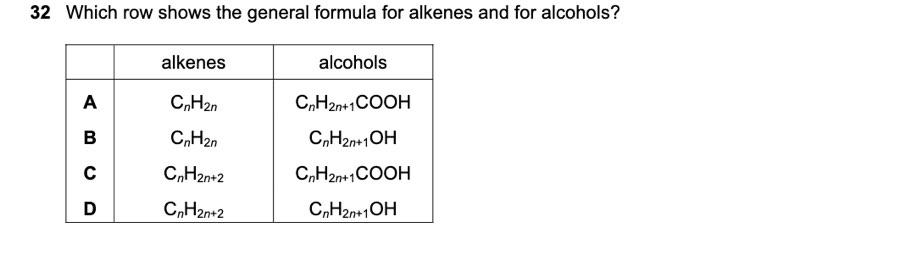 32 Which row shows the general formula for alkenes and for alcohols?
alkenes alcohols
A CnH2n CnH2n+1COOH
B CnH2n CnH2n+1OH
C CnH2n+2 CnH2n+1COOH
D CnH2n+2 CnH2n+1OH